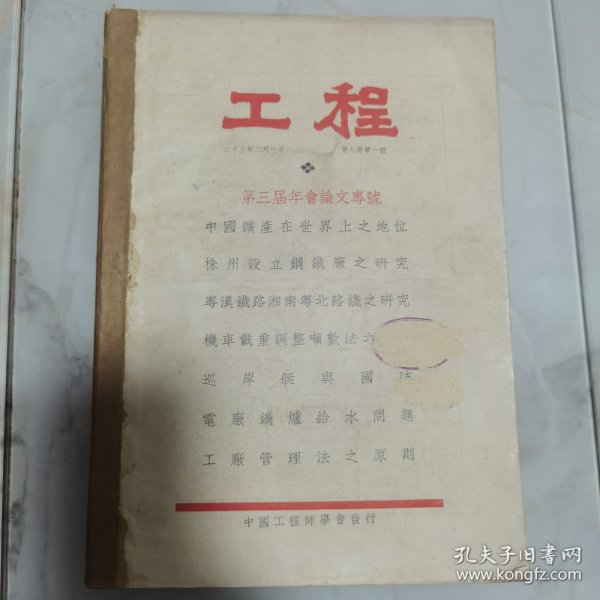 工程
二十三年二月一日 第九卷第一號
第三屆年會論文專號
中國鑛產在世界上之地位
株州設立鋼鐵廠之研究
粵漢鐵路湘南粵北路綫之研究
機車載重調整噸數法之
巡岸艇與國防
電廠鍋爐給水問題
工廠管理法之原則
中國工程師學會發行
孔夫子旧书网
www.kongfz.com